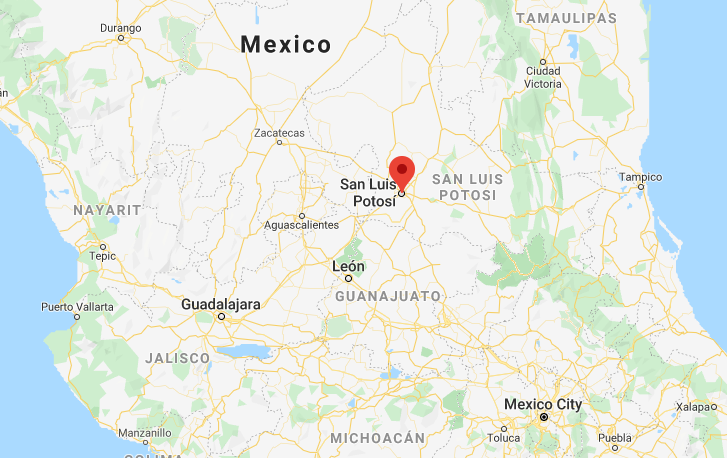 TAMAULIPAS
Durango
Mexico
Ciudad
Victoria
Zacatecas
San Luis
Potosí
SAN LUIS
POTOSI
Tampico
NAYARIT
Aguascalientes
Tepic
León
GUANAJUATO
Puerto Vallarta
Guadalajara
JALISCO
Mexico City
Xalapa
Manzanillo
MICHOACÁN
Toluca
Puebla